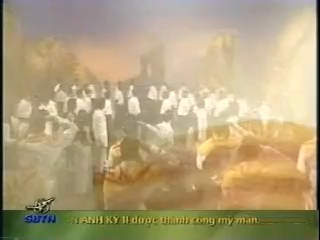 SBTN
ANH KỲ II được thành công mỹ mãn.